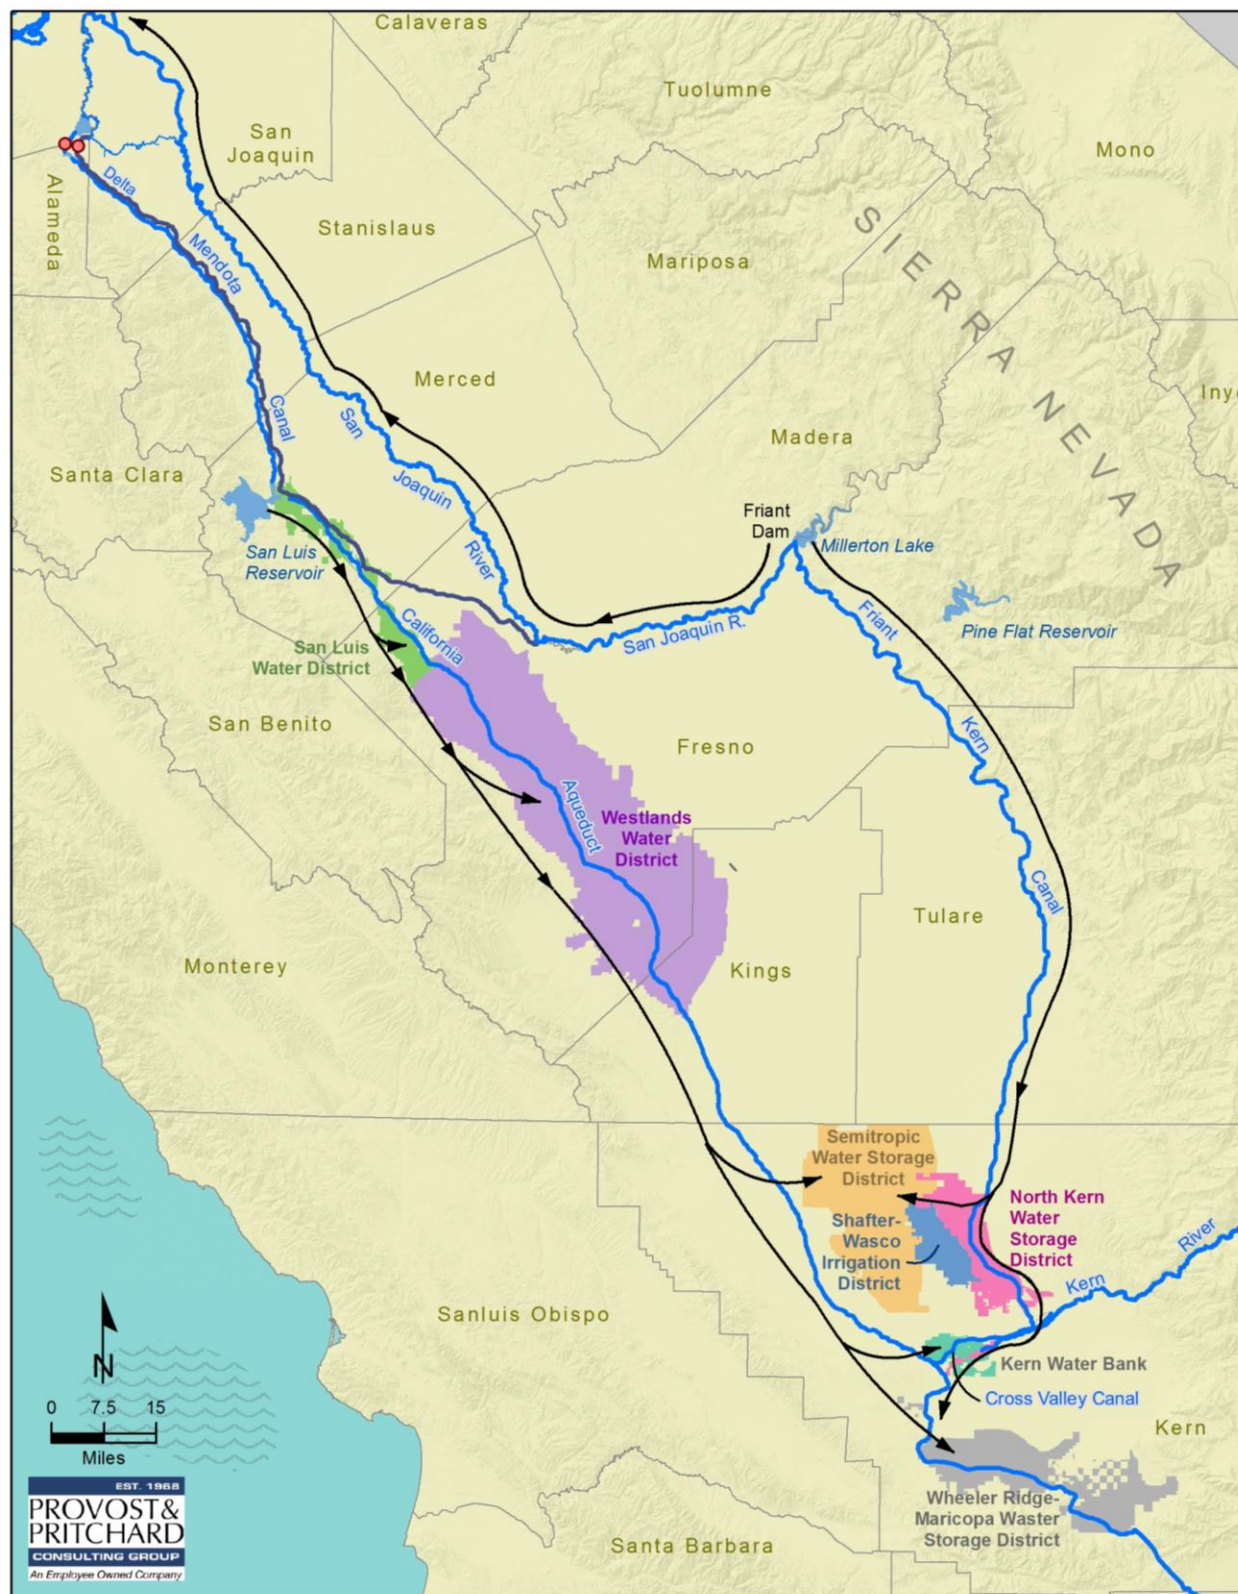 Calaveras
Tuolumne
San
Joaquin
Mono
Alameda
Delta
Mendota
Canal
Stanislaus
Mariposa
SIERRA NEVADA
Merced
Inyo
San
Joaquin
River
Madera
Santa Clara
Friant
Dam
Millerton Lake
San Luis
Reservoir
Friant
Kern
Canal
Pine Flat Reservoir
San Joaquin R.
California
Aqueduct
San Luis
Water District
San Benito
Fresno
Westlands
Water
District
Tulare
Monterey
Kings
Semitropic
Water Storage
District
North Kern
Water
Storage
District
Shafter-
Wasco
Irrigation
District
River
Kern
Sanluis Obispo
Kern Water Bank
Cross Valley Canal
Kern
N
0 7.5 15
Miles
Wheeler Ridge-
Maricopa Waster
Storage District
Santa Barbara
EST. 1968
PROVOST&
PRITCHARD
CONSULTING GROUP
An Employee Owned Company